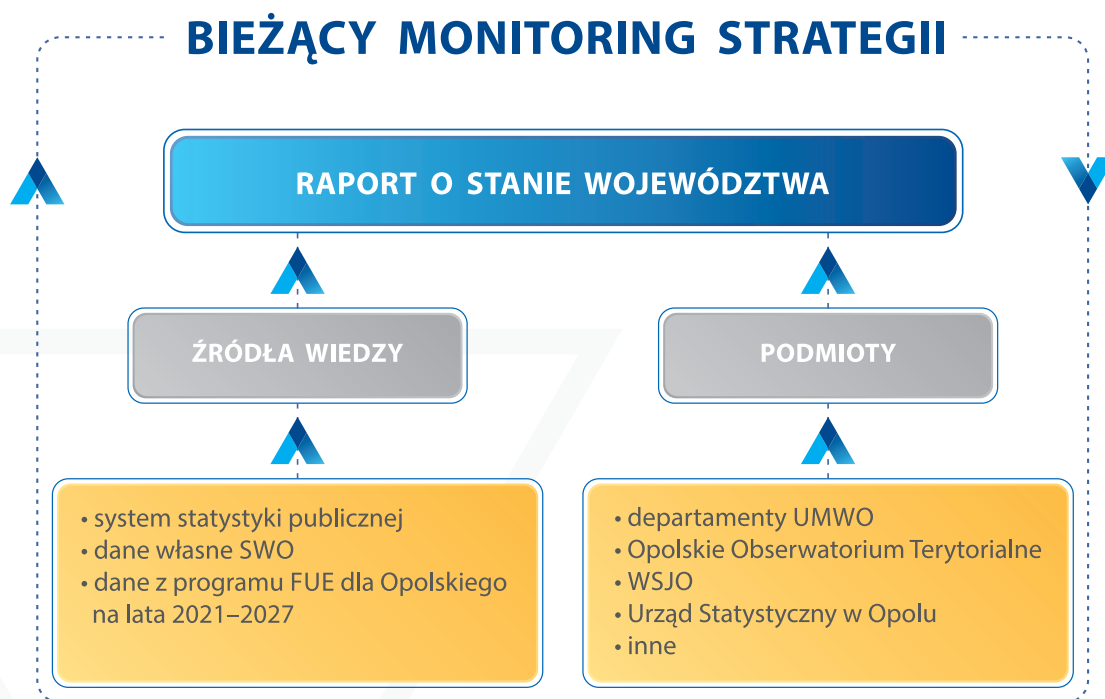 BIEŻĄCY MONITORING STRATEGII
RAPORT O STANIE WOJEWÓDZTWA
ŹRÓDŁA WIEDZY
PODMIOTY
• system statystyki publicznej
• dane własne SWO
• dane z programu FUE dla Opolskiego
na lata 2021–2027
• departamenty UMWO
• Opolskie Obserwatorium Terytorialne
• WSJO
• Urząd Statystyczny w Opolu
• inne